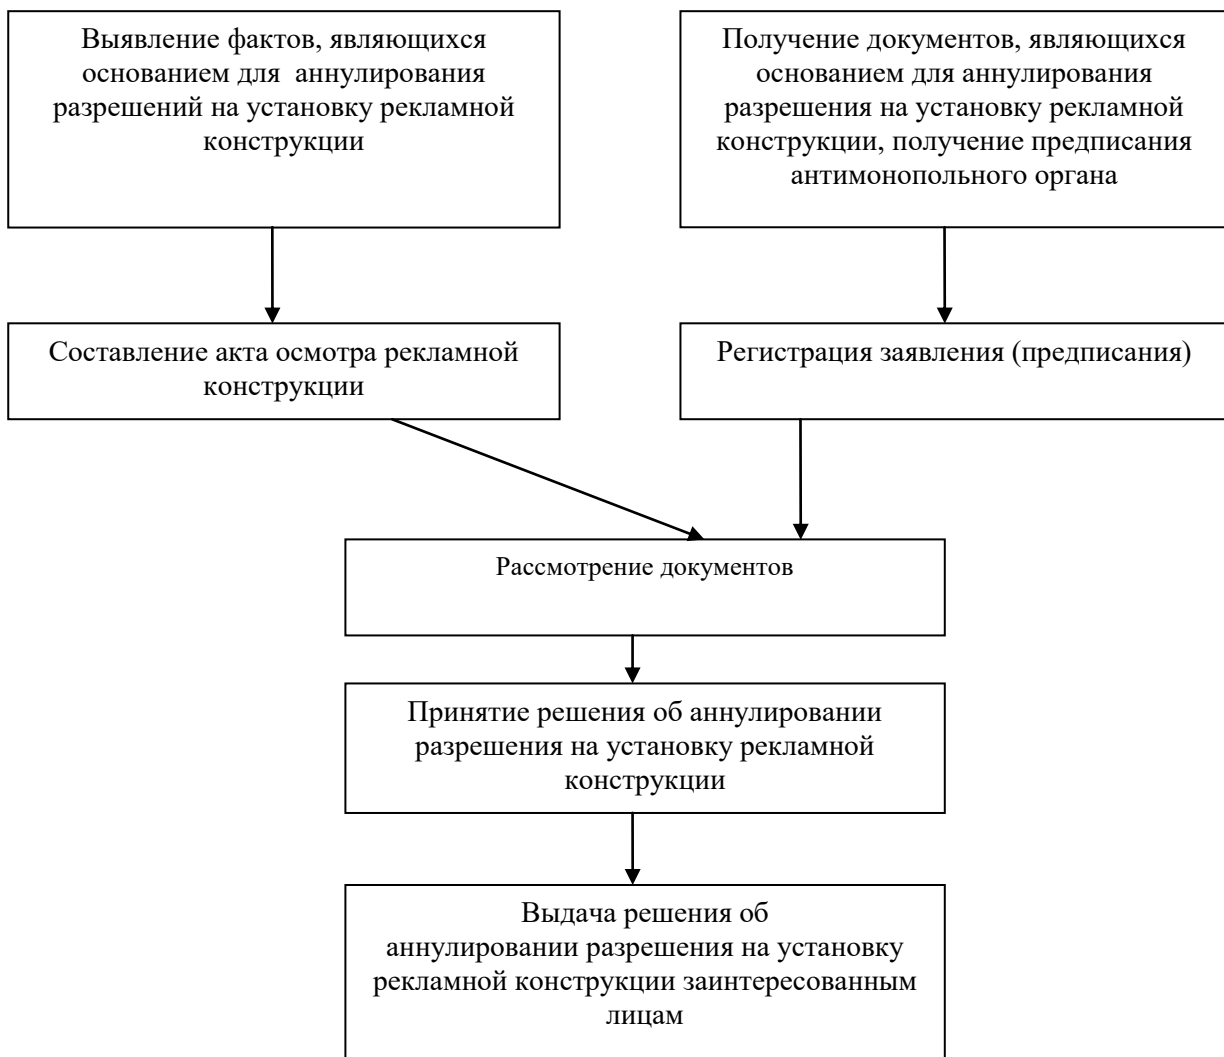 Выявление фактов, являющихся
основанием для  аннулирования
разрешений на установку рекламной
конструкции
Получение документов, являющихся
основанием для аннулирования
разрешения на установку рекламной
конструкции, получение предписания
антимонопольного органа
Составление акта осмотра рекламной
конструкции
Регистрация заявления (предписания)
Рассмотрение документов
Принятие решения об аннулировании
разрешения на установку рекламной
конструкции
Выдача решения об
аннулировании разрешения на установку
рекламной конструкции заинтересованным
лицам